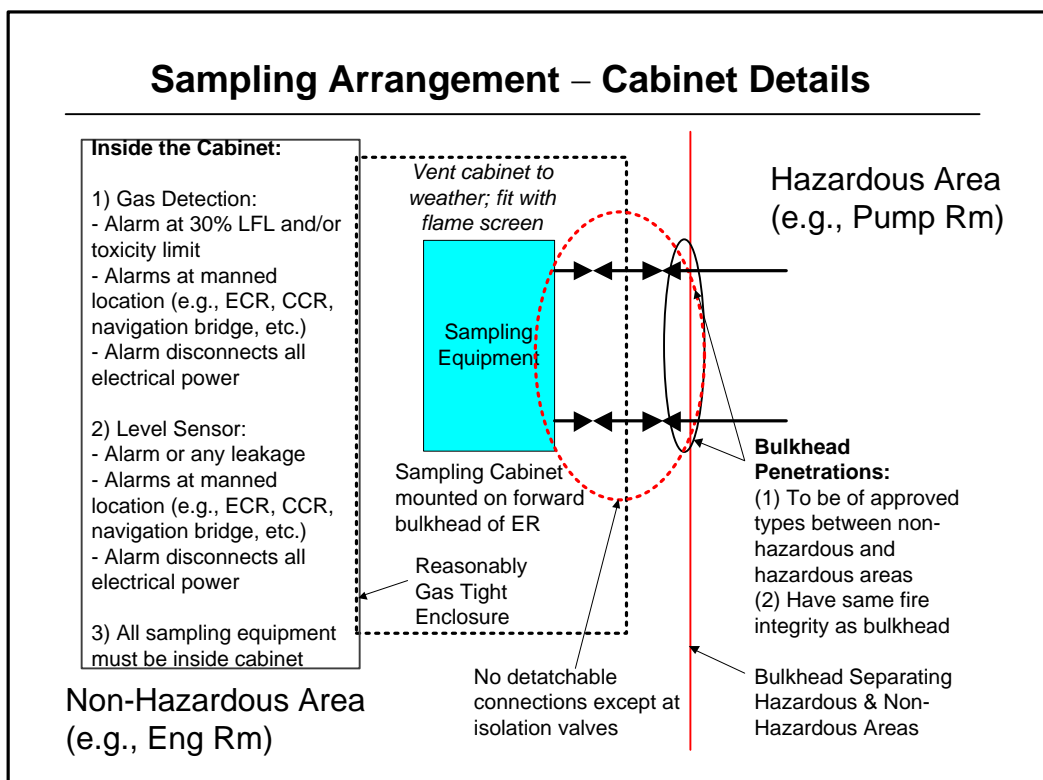 Sampling Arrangement – Cabinet Details
Inside the Cabinet:
1) Gas Detection:
- Alarm at 30% LFL and/or
toxicity limit
- Alarms at manned
location (e.g., ECR, CCR,
navigation bridge, etc.)
- Alarm disconnects all
electrical power
2) Level Sensor:
- Alarm or any leakage
- Alarms at manned
location (e.g., ECR, CCR,
navigation bridge, etc.)
- Alarm disconnects all
electrical power
3) All sampling equipment
must be inside cabinet
Non-Hazardous Area
(e.g., Eng Rm)
Vent cabinet to
weather; fit with
flame screen
Sampling
Equipment
Sampling Cabinet
mounted on forward
bulkhead of ER
Reasonably
Gas Tight
Enclosure
No detatchable
connections except at
isolation valves
Hazardous Area
(e.g., Pump Rm)
Bulkhead
Penetrations:
(1) To be of approved
types between non-
hazardous and
hazardous areas
(2) Have same fire
integrity as bulkhead
Bulkhead Separating
Hazardous & Non-
Hazardous Areas